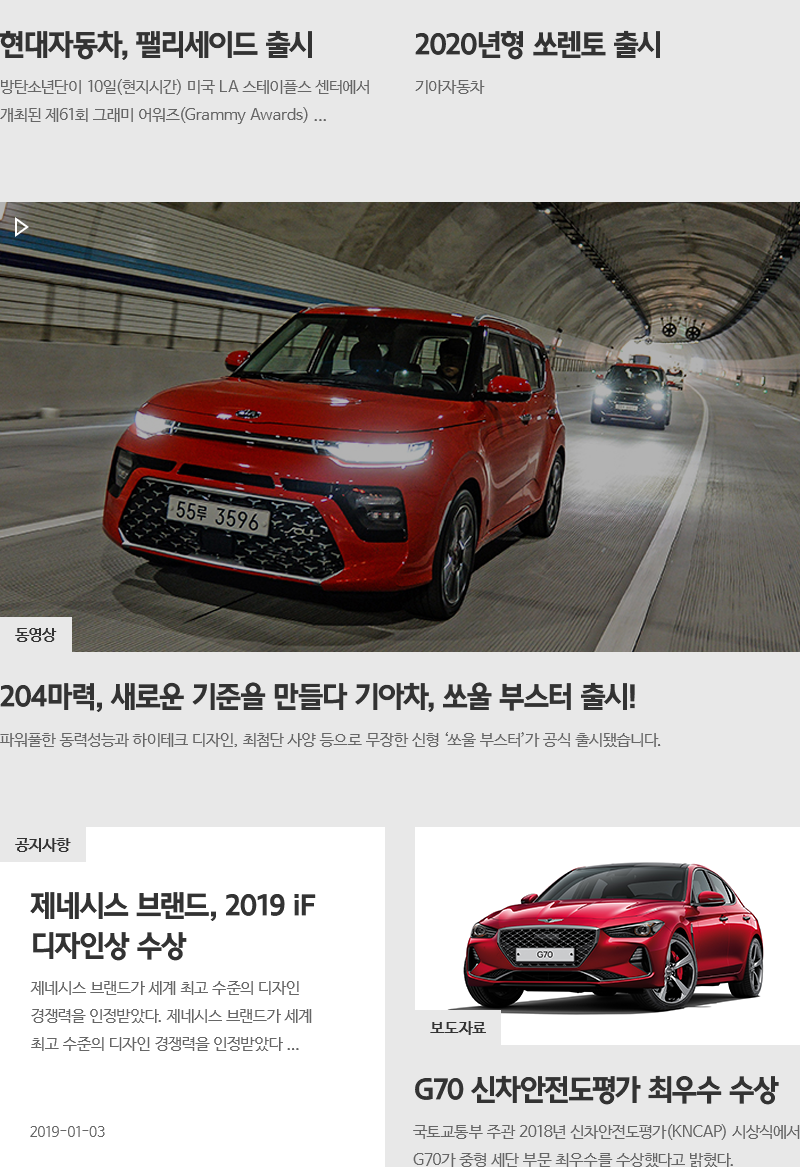 현대자동차, 팰리세이드 출시
방탄소년단이 10일(현지시간) 미국 LA 스테이플스 센터에서
개최된 제61회 그래미 어워즈(Grammy Awards) ...
2020년형 쏘렌토 출시
기아자동차
55루 3596
동영상
204마력, 새로운 기준을 만들다 기아차, 쏘울 부스터 출시!
파워풀한 동력성능과 하이테크 디자인, 최첨단 사양 등으로 무장한 신형 ‘쏘울 부스터’가 공식 출시됐습니다.
공지사항
제네시스 브랜드, 2019 iF
디자인상 수상
제네시스 브랜드가 세계 최고 수준의 디자인
경쟁력을 인정받았다. 제네시스 브랜드가 세계
최고 수준의 디자인 경쟁력을 인정받았다 ...
2019-01-03
G70
보도자료
G70 신차안전도평가 최우수 수상
국토교통부 주관 2018년 신차안전도평가(KNCAP) 시상식에서
G70가 중형 세단 부문 최우수를 수상했다고 밝혔다.